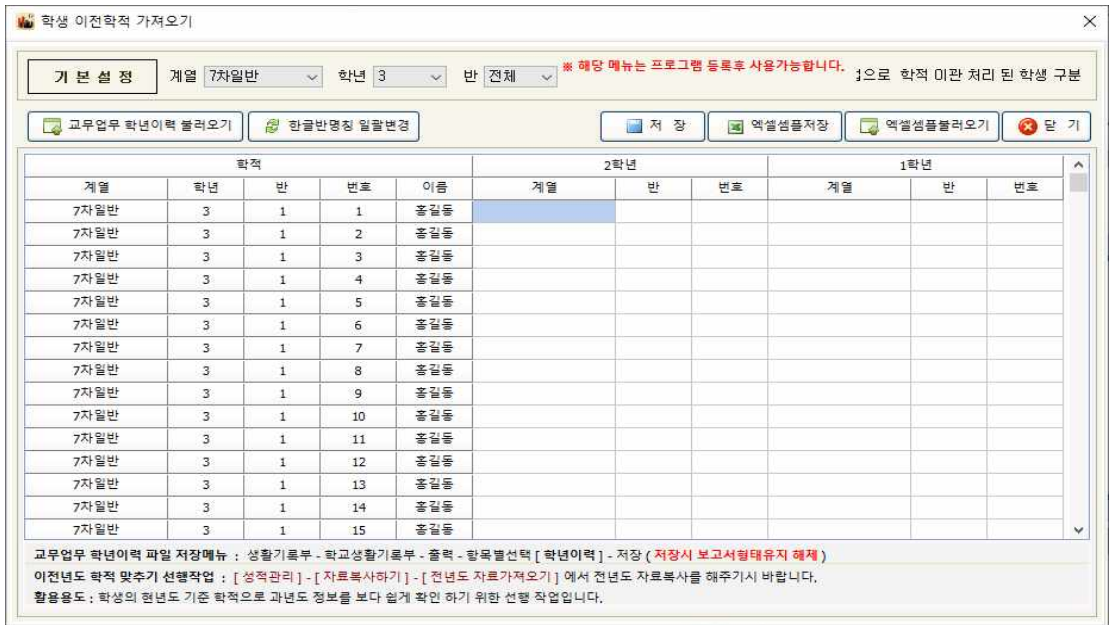 학생 이전학적 가져오기
기 본 설 정 계열 7차일반 학년 3 반 전체 ※ 해당 메뉴는 프로그램 등록후 사용가능합니다. 으로 학적 이관 처리 된 학생 구분
교무업무 학년이력 불러오기 한글반명칭 일괄변경 저 장 엑셀샘플저장 엑셀샘플불러오기 닫 기
학적 2학년 1학년
계열 학년 반 번호 이름 계열 반 번호 계열 반 번호
7차일반 3 1 1 홍길동
7차일반 3 1 2 홍길동
7차일반 3 1 3 홍길동
7차일반 3 1 4 홍길동
7차일반 3 1 5 홍길동
7차일반 3 1 6 홍길동
7차일반 3 1 7 홍길동
7차일반 3 1 8 홍길동
7차일반 3 1 9 홍길동
7차일반 3 1 10 홍길동
7차일반 3 1 11 홍길동
7차일반 3 1 12 홍길동
7차일반 3 1 13 홍길동
7차일반 3 1 14 홍길동
7차일반 3 1 15 홍길동
교무업무 학년이력 파일 저장메뉴 : 생활기록부 - 학교생활기록부 - 출력 - 항목별선택 [ 학년이력 ] - 저장 ( 저장시 보고서형태유지 해제 )
이전년도 학적 맞추기 선행작업 : [ 성적관리 ] - [ 자료복사하기 ] - [ 전년도 자료가져오기 ] 에서 전년도 자료복사를 해주기시 바랍니다.
활용용도 : 학생의 현년도 기준 학적으로 과년도 정보를 보다 쉽게 확인 하기 위한 선행 작업입니다.